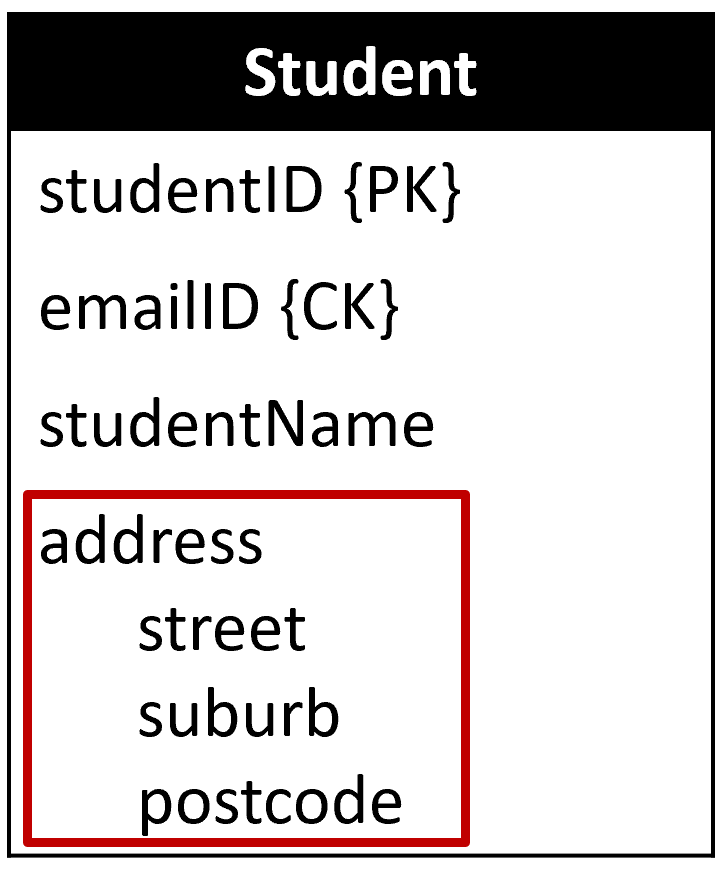 Student
studentID {PK}
emailID {CK}
studentName
address
street
suburb
postcode